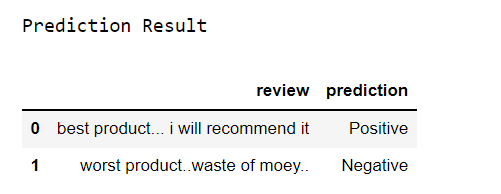 Prediction Result
review prediction
0 best product... i will recommend it Positive
1 worst product..waste of moey.. Negative